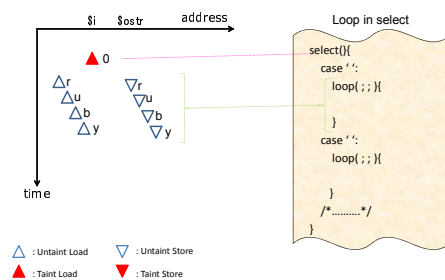 $i $ostr address
0
r r
u u
b b
y y
time
: Untaint Load : Untaint Store
: Taint Load : Taint Store
Loop in select
select(){
case ‘ ‘:
loop( ; ; ){
}
case ‘ ‘:
loop( ; ; ){
}
/*..........*/
}